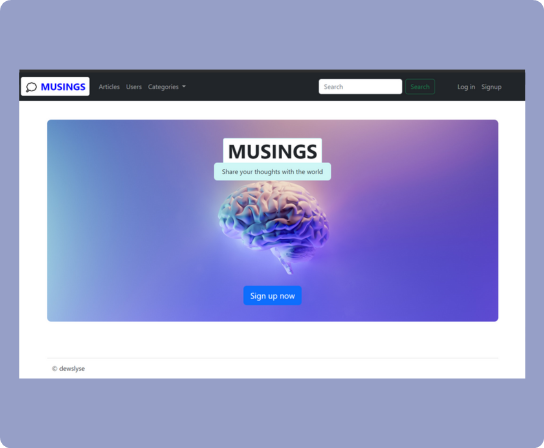 MUSINGS
Articles Users Categories
Search
Search
Log in Signup
MUSINGS
Share your thoughts with the world
Sign up now
© dewslyse